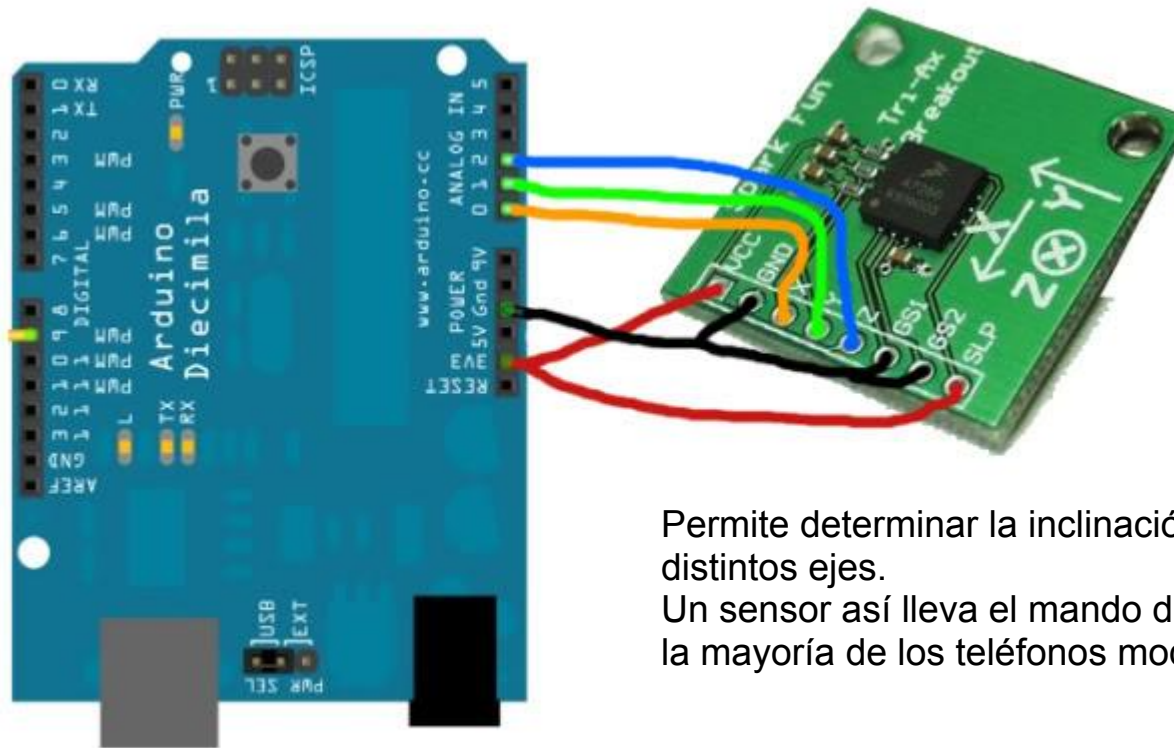 ICSP
PWR
RX 0
TX 1
2
PWM 3
4
PWM 5
PWM 6
7
DIGITAL
8
PWM 9
PWM 10
PWM 11
12
13
GND
AREF
Arduino
Diecimila
L
TX
RX
www.arduino.cc
ANALOG IN
5
4
3
2
1
0
POWER
9V
Gnd
5V
3V3
RESET
USB
EXT
PWR SEL
Fun
Tri-Ax
Breakout
X
Y
Z
VCC
GND
X
Y
Z
GS1
GS2
SLP
Permite determinar la
distintos ejes.
Un sensor así lleva el mando
la mayoría de los teléfonos